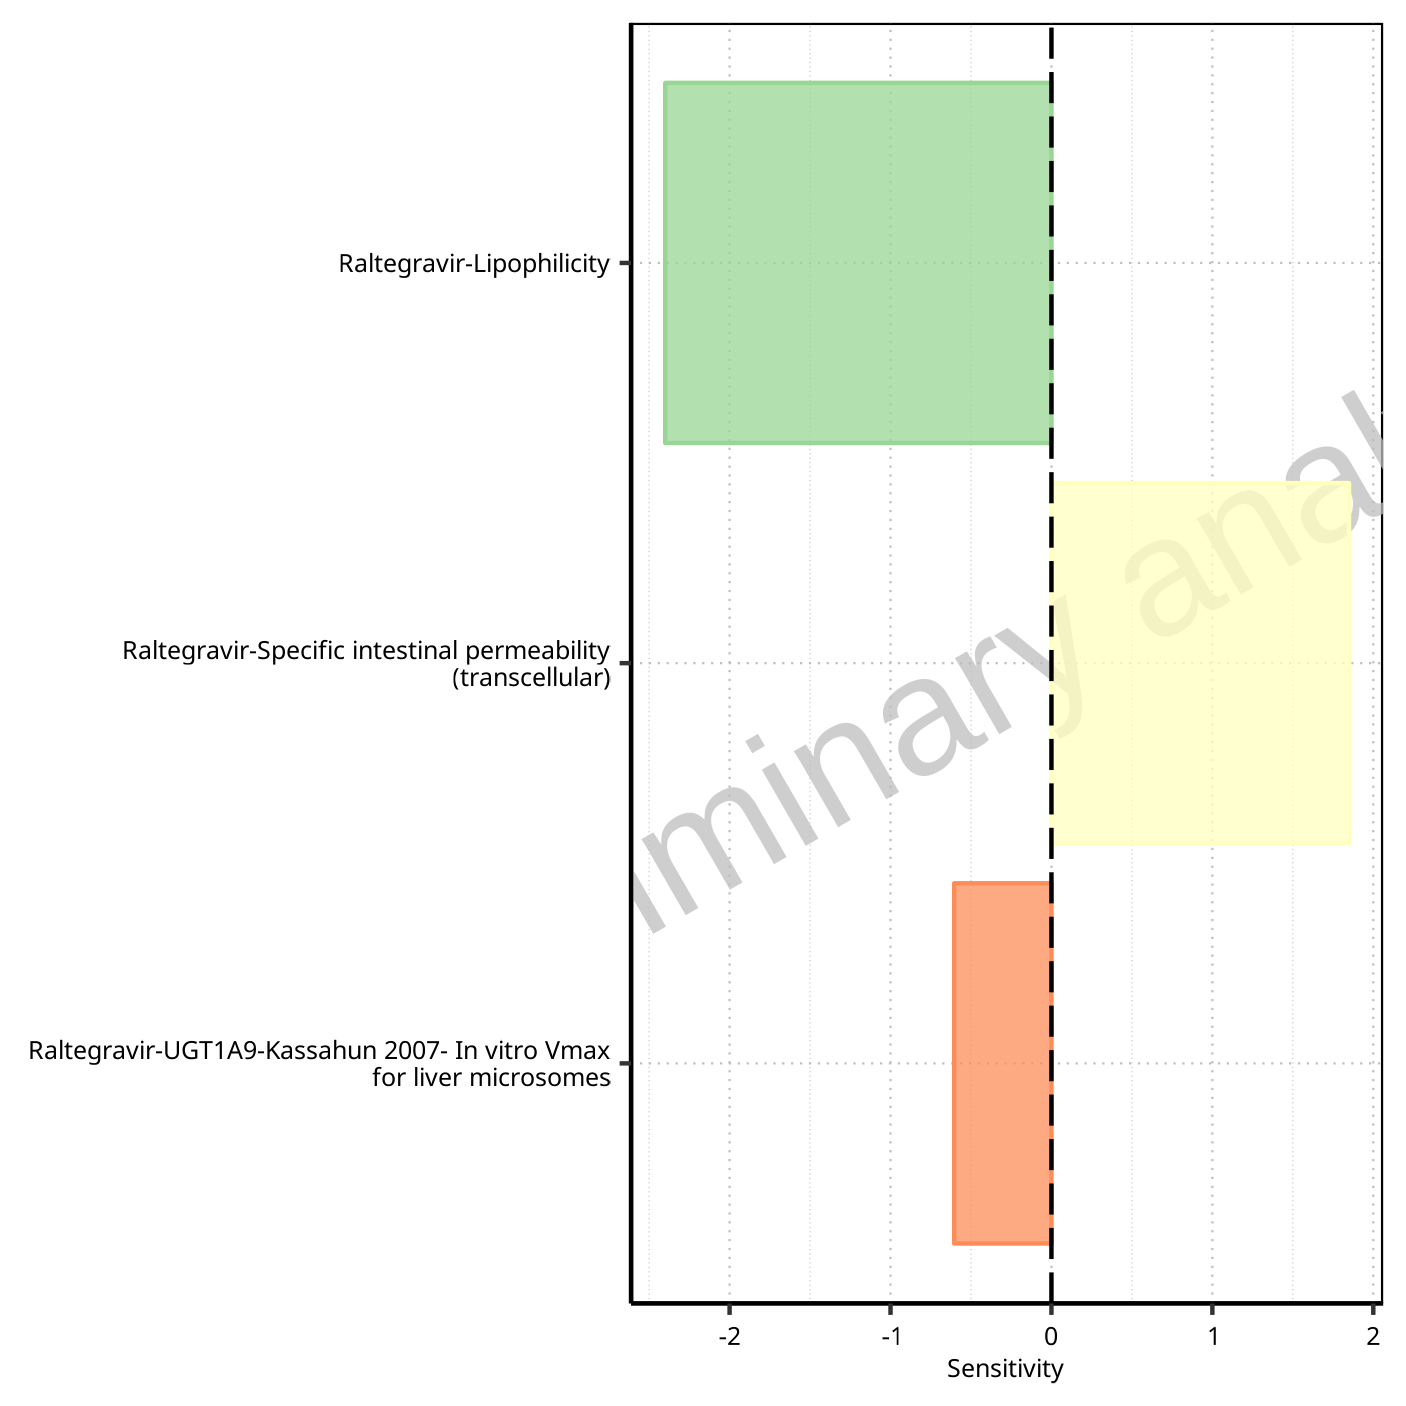 Raltegravir-Lipophilicity
Raltegravir-Specific intestinal permeability
(transcellular)
Raltegravir-UGT1A9-Kassahun 2007- In vitro Vmax
for liver microsomes
minary anal
-2 -1 0 1 2
Sensitivity